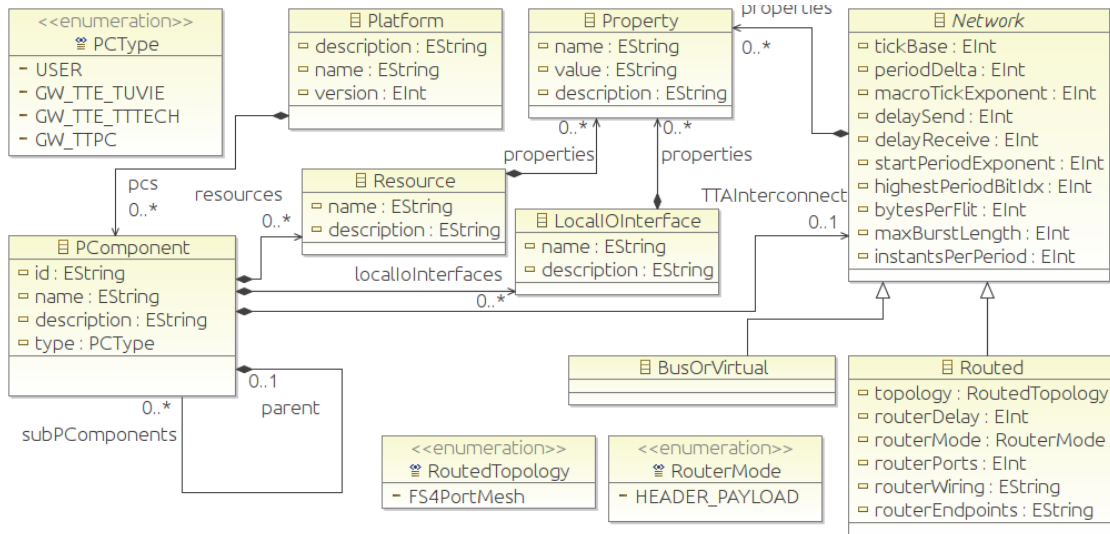 <<enumeration>>
PCType
USER
GW_TTE_TUVIE
GW_TTE_TTTECH
GW_TTPC
Platform
description : EString
name : EString
version : EInt
Property
name : EString
value : EString
description : EString
properties
0..*
Network
tickBase : EInt
periodDelta : EInt
macroTickExponent : EInt
delaySend : EInt
delayReceive : EInt
startPeriodExponent : EInt
highestPeriodBitIdx : EInt
bytesPerFlit : EInt
maxBurstLength : EInt
instantsPerPeriod : EInt
pcs
0..*
resources
0..*
Resource
name : EString
description : EString
0..*
properties
0..*
properties
LocalIOInterface
name : EString
description : EString
TTAInterconnect
0..1
PComponent
id : EString
name : EString
description : EString
type : PCType
localIoInterfaces
0..*
0..1
parent
0..*
subPComponents
BusOrVirtual
Routed
topology : RoutedTopology
routerDelay : EInt
routerMode : RouterMode
routerPorts : EInt
routerWiring : EString
routerEndpoints : EString
<<enumeration>>
RoutedTopology
FS4PortMesh
<<enumeration>>
RouterMode
HEADER_PAYLOAD